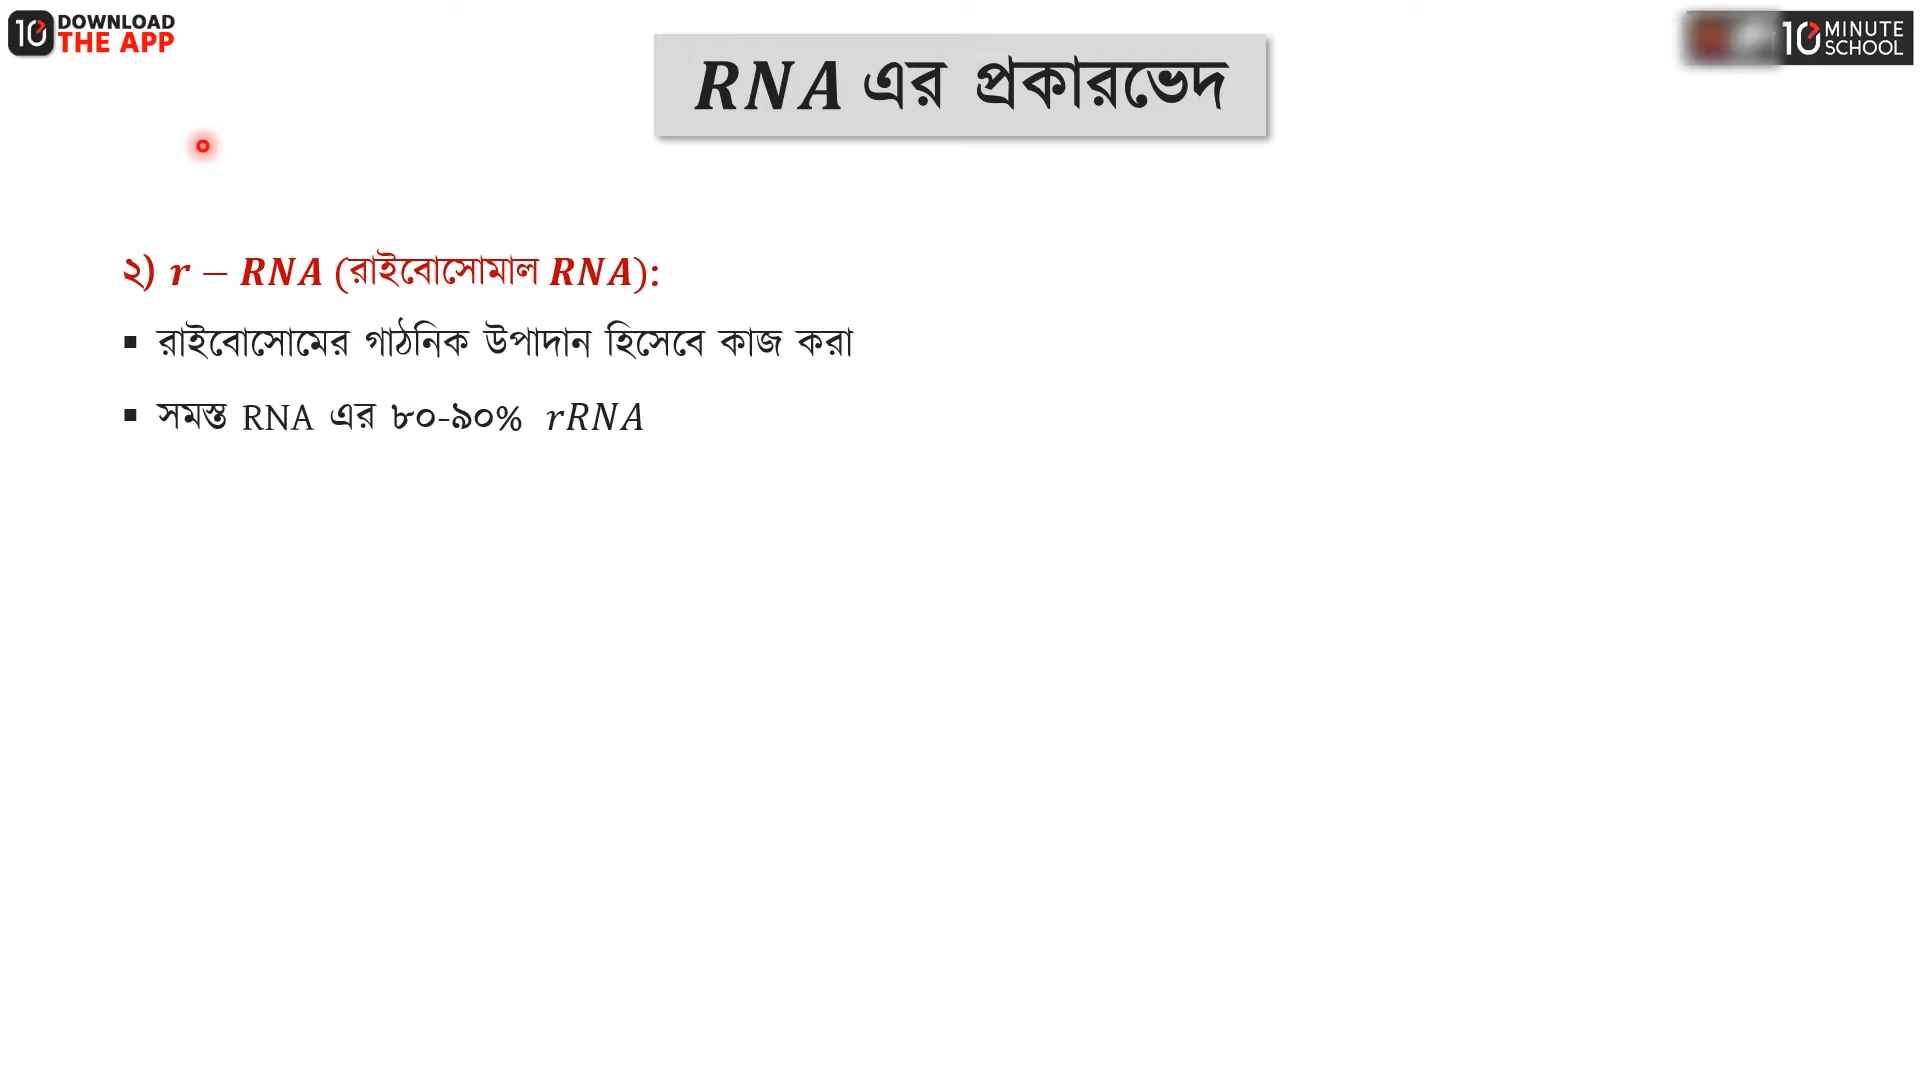 DOWNLOAD
THE APP
10 MINUTE
SCHOOL
RNA এর প্রকারভেদ
২) r – RNA (রাইবোসোমাল RNA):
▪ রাইবোসোমের গাঠনিক উপাদান হিসেবে কাজ করা
▪ সমস্ত RNA এর ৮০-৯০% rRNA